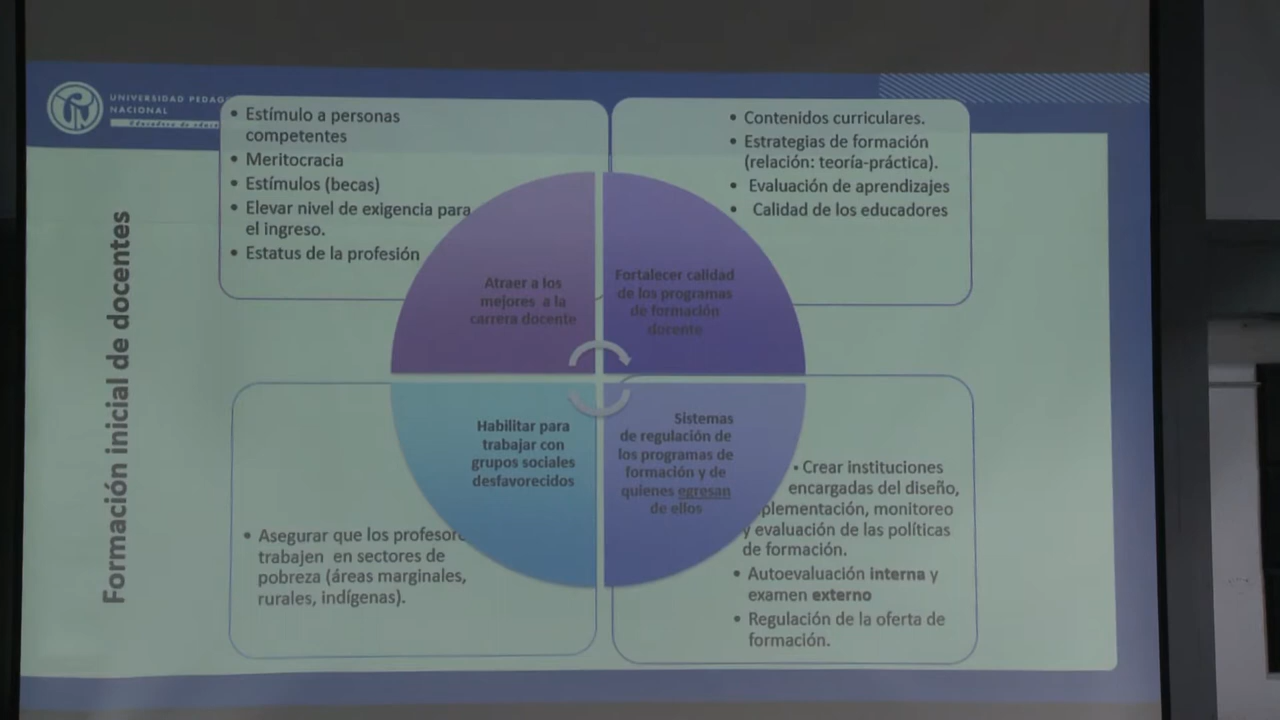 UNIVERSIDAD
NACIONAL
Educadora de
Formación inicial de docentes
• Estímulo a personas
competentes
• Meritocracia
• Estímulos (becas)
• Elevar nivel de exigencia para
el ingreso.
• Estatus de la profesión
• Contenidos curriculares.
• Estrategias de formación
(relación: teoría-práctica).
• Evaluación de aprendizajes
• Calidad de los educadores
Atraer a los
mejores a la
carrera docente
Fortalecer calidad
de los programas
de formación
docente
Habilitar para
trabajar con
grupos sociales
desfavorecidos
Sistemas
de regulación de
los programas de
formación y de
quienes egresan
de ellos
• Asegurar que los profesor
trabajen en sectores de
pobreza (áreas marginales,
rurales, indígenas).
• Crear instituciones
encargadas del diseño,
plementación, monitoreo
y evaluación de las políticas
de formación.
• Autoevaluación interna y
examen externo
• Regulación de la oferta de
formación.